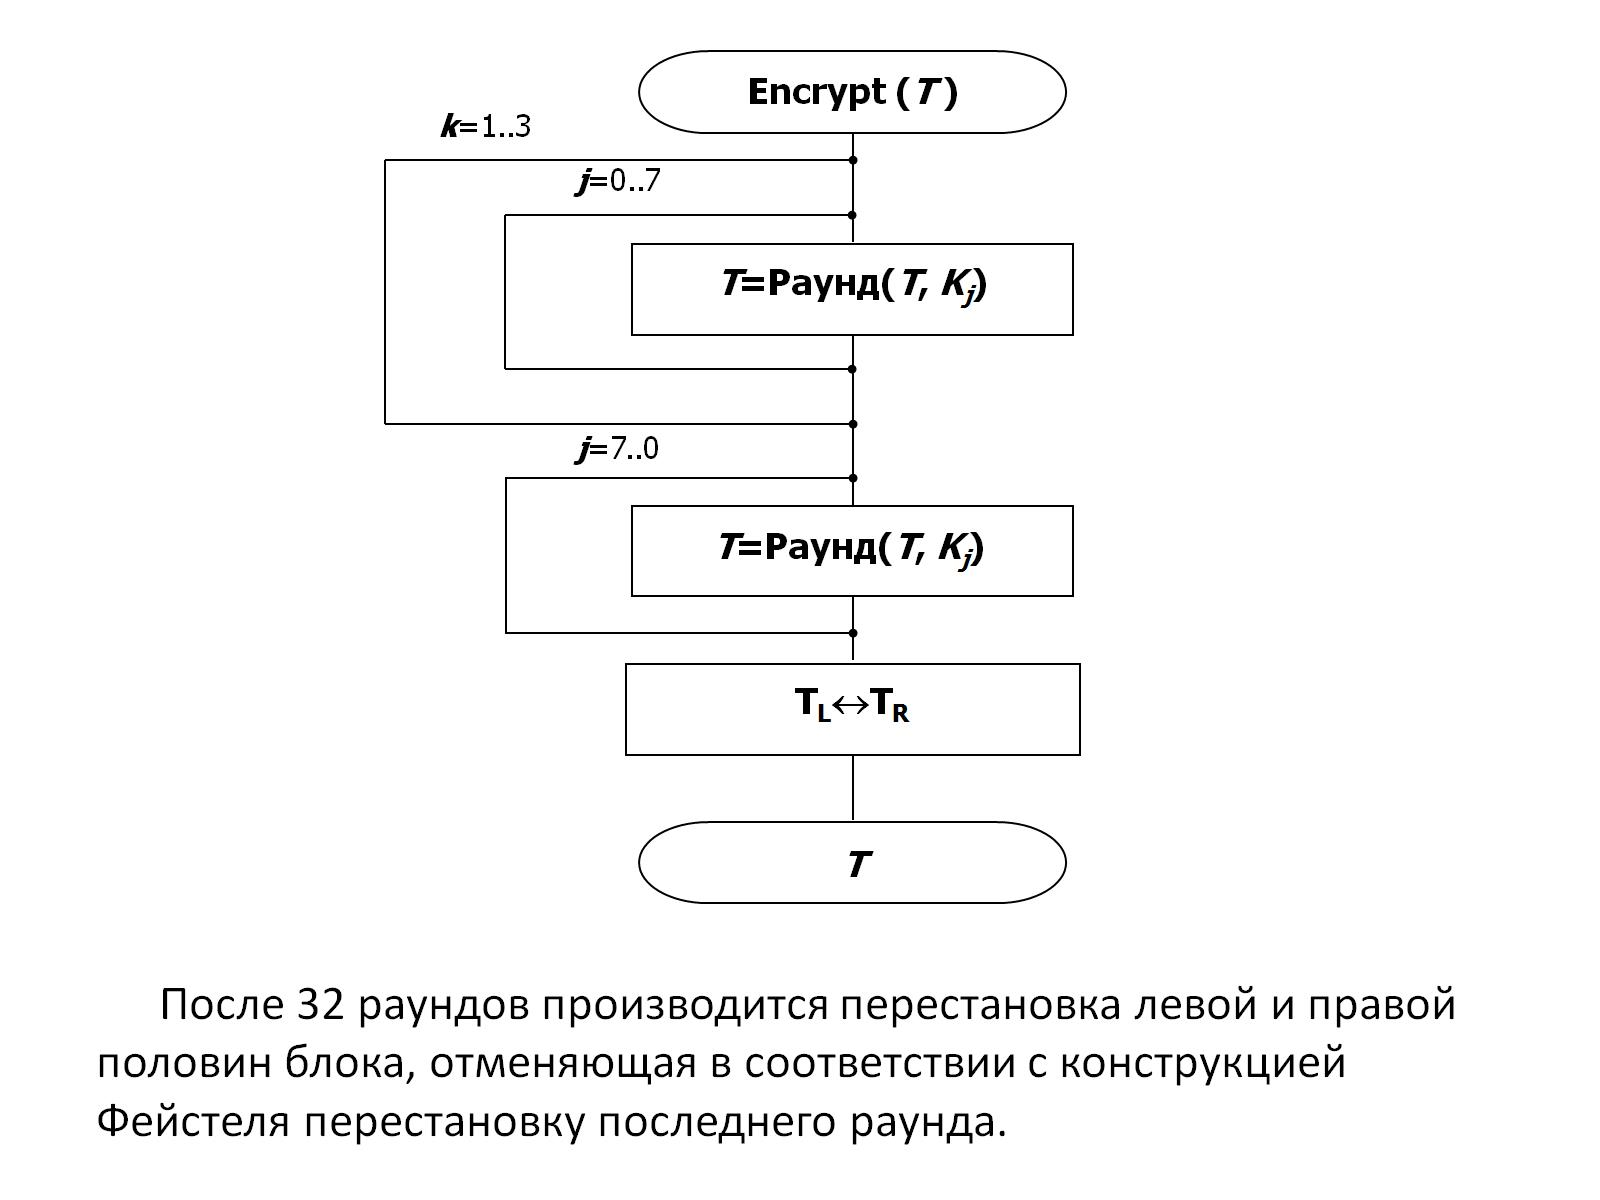 Encrypt (T)
k=1..3
j=0..7
T=Раунд(T, Kj)
j=7..0
T=Раунд(T, Kj)
TL↔TR
T
После 32 раундов производится перестановка левой и правой
половин блока, отменяющая в соответствии с конструкцией
Фейстеля перестановку последнего раунда.